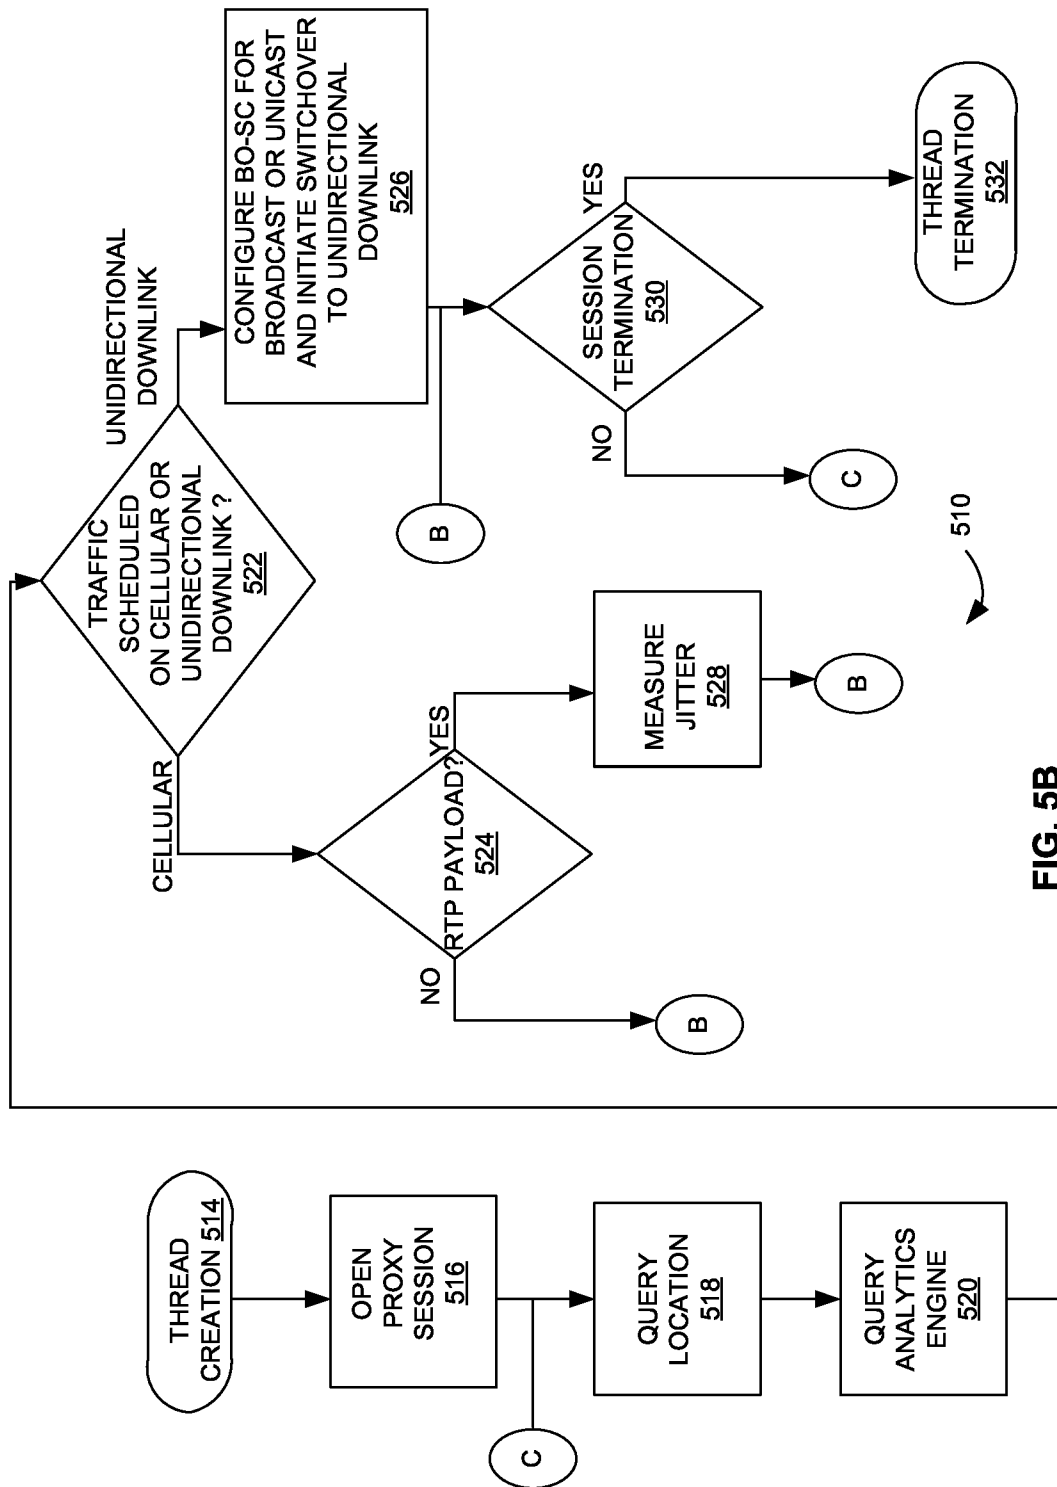 THREAD
CREATION 514
OPEN
PROXY
SESSION
516
C
QUERY
LOCATION
518
QUERY
ANALYTICS
ENGINE
520
TRAFFIC
SCHEDULED
ON CELLULAR OR
UNIDIRECTIONAL
DOWNLINK ?
522
CELLULAR
UNIDIRECTIONAL
DOWNLINK
RTP PAYLOAD?
524
NO
YES
B
MEASURE
JITTER
528
B
CONFIGURE BO-SC FOR
BROADCAST OR UNICAST
AND INITIATE SWITCHOVER
TO UNIDIRECTIONAL
DOWNLINK
526
B
SESSION
TERMINATION
530
NO
YES
C
THREAD
TERMINATION
532
510
FIG. 5B